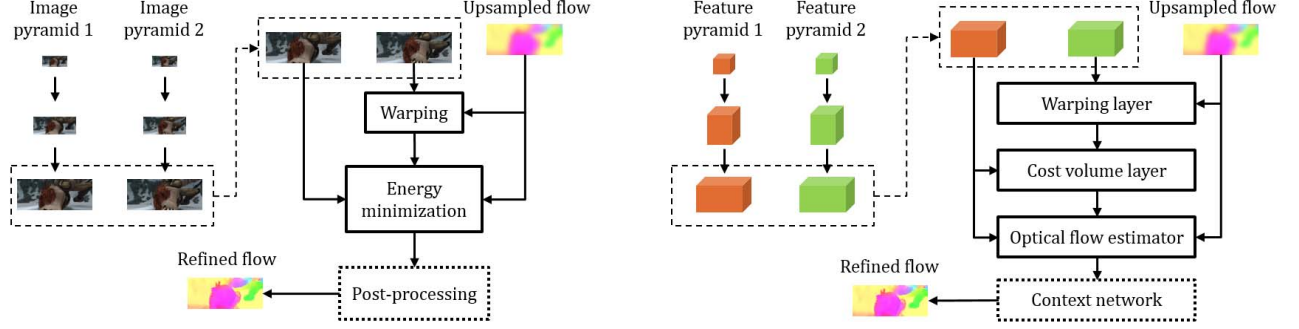 Image
pyramid 1
Image
pyramid 2
Upsampled flow
Warping
Energy
minimization
Refined flow
Post-processing
Feature
pyramid 1
Feature
pyramid 2
Upsampled flow
Warping layer
Cost volume layer
Optical flow estimator
Refined flow
Context network